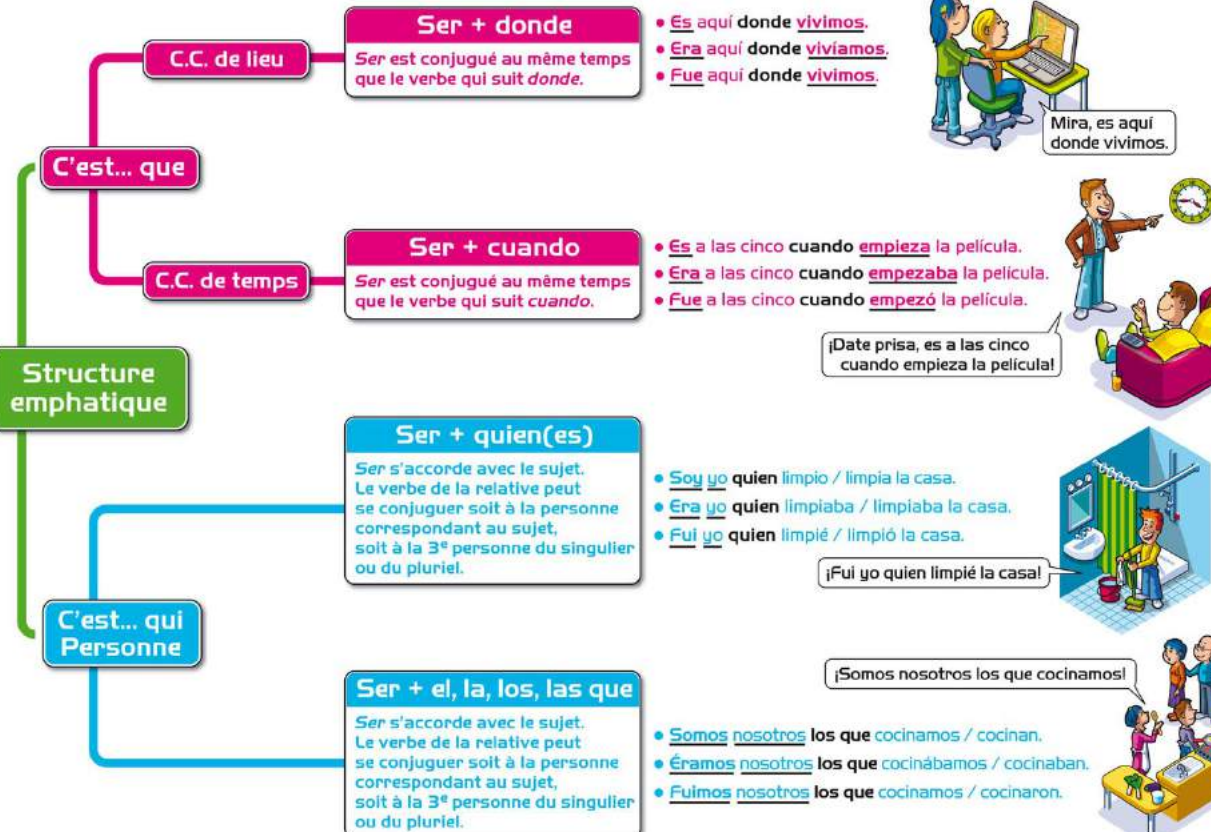 Structure
emphatique
C'est... que
C.C. de lieu
Ser + donde
Ser est conjugué au même temps
que le verbe qui suit donde.
• Es aquí donde vivimos.
• Era aquí donde vivíamos.
• Fue aquí donde vivimos.
Mira, es aquí
donde vivimos.
C.C. de temps
Ser + cuando
Ser est conjugué au même temps
que le verbe qui suit cuando.
• Es a las cinco cuando empieza la película.
• Era a las cinco cuando empezaba la película.
• Fue a las cinco cuando empezó la película.
¡Date prisa, es a las cinco
cuando empieza la película!
C'est... qui
Personne
Ser + quien(es)
Ser s'accorde avec le sujet.
Le verbe de la relative peut
se conjuguer soit à la personne
correspondant au sujet,
soit à la 3e personne du singulier
ou du pluriel.
• Soy yo quien limpio / limpia la casa.
• Era yo quien limpiaba / limpiaba la casa.
• Fui yo quien limpié / limpió la casa.
¡Fui yo quien limpié la casa!
Ser + el, la, los, las que
Ser s'accorde avec le sujet.
Le verbe de la relative peut
se conjuguer soit à la personne
correspondant au sujet,
soit à la 3e personne du singulier
ou du pluriel.
¡Somos nosotros los que cocinamos!
• Somos nosotros los que cocinamos / cocinan.
• Éramos nosotros los que cocinábamos / cocinaban.
• Fuimos nosotros los que cocinamos / cocinaron.